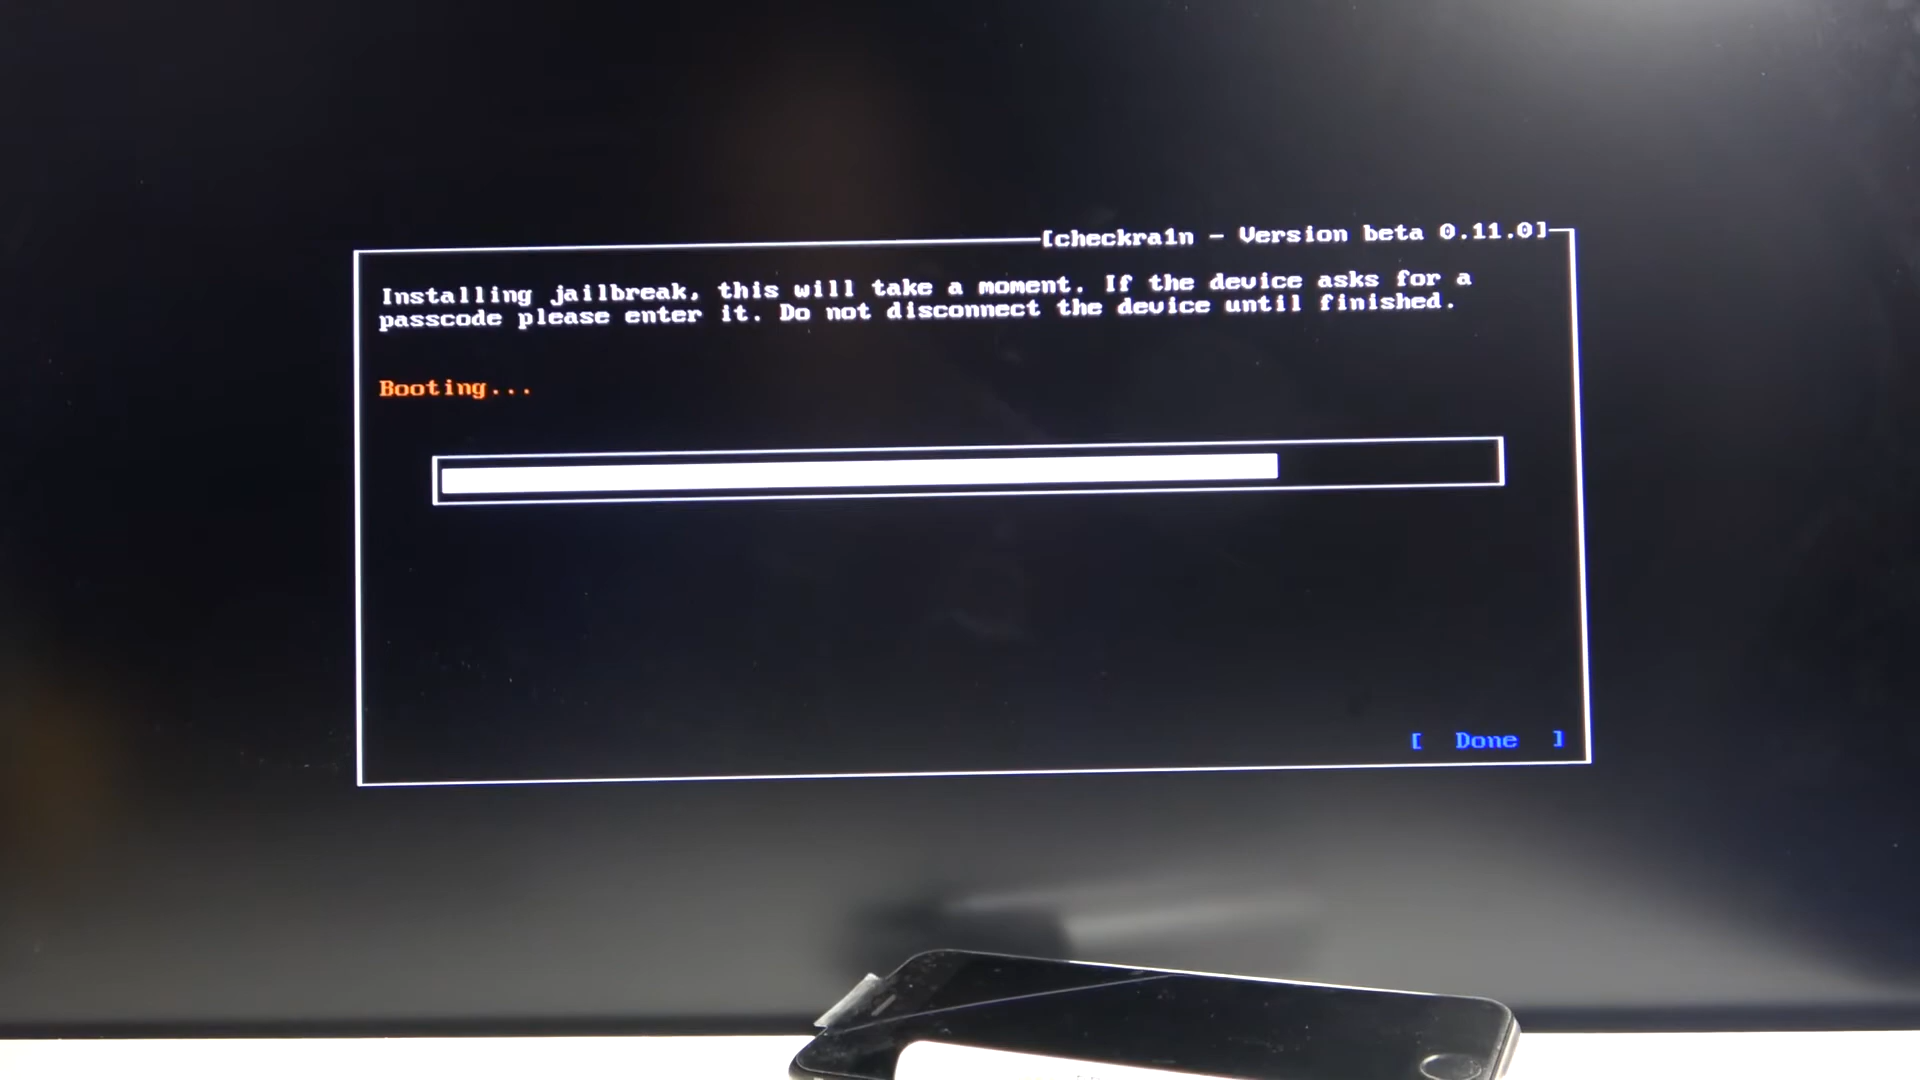 [checkra1n - Version beta 0.11.0]
Installing jailbreak, this will take a moment. If the device asks for a
passcode please enter it. Do not disconnect the device until finished.
Booting...
[ Done ]